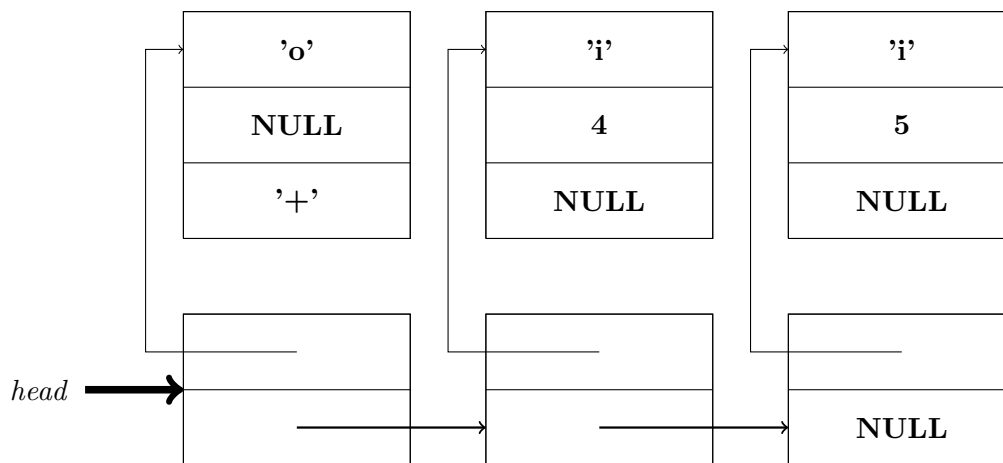 ’o’ ’i’ ’i’
NULL 4 5
’+’ NULL NULL
head
NULL